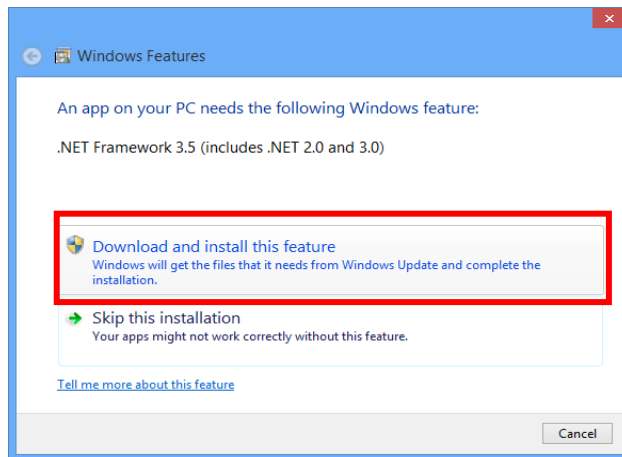 Windows Features
An app on your PC needs the following Windows feature:
.NET Framework 3.5 (includes .NET 2.0 and 3.0)
Download and install this feature
Windows will get the files that it needs from Windows Update and complete the
installation.
Skip this installation
Your apps might not work correctly without this feature.
Tell me more about this feature
Cancel